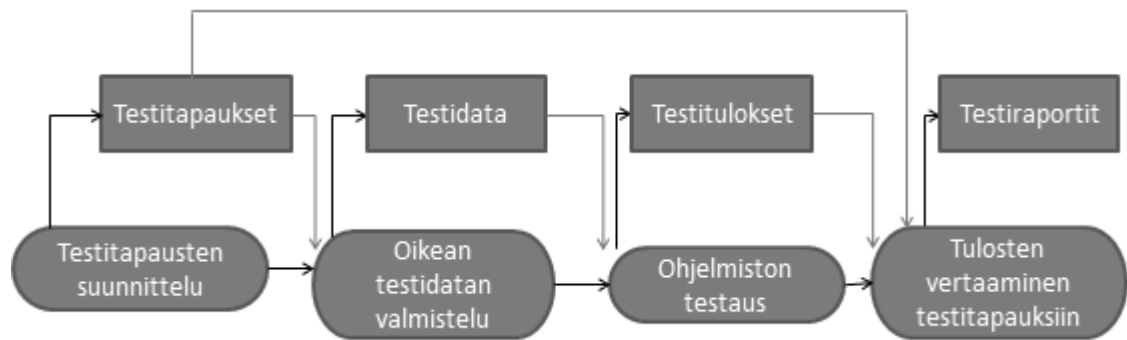 Testitapaukset
Testidata
Testitulokset
Testiraportit
Testitapausten
suunnittelu
Oikean
testidatan
valmistelu
Ohjelmiston
testaus
Tulosten
vertaaminen
testitapauksiin